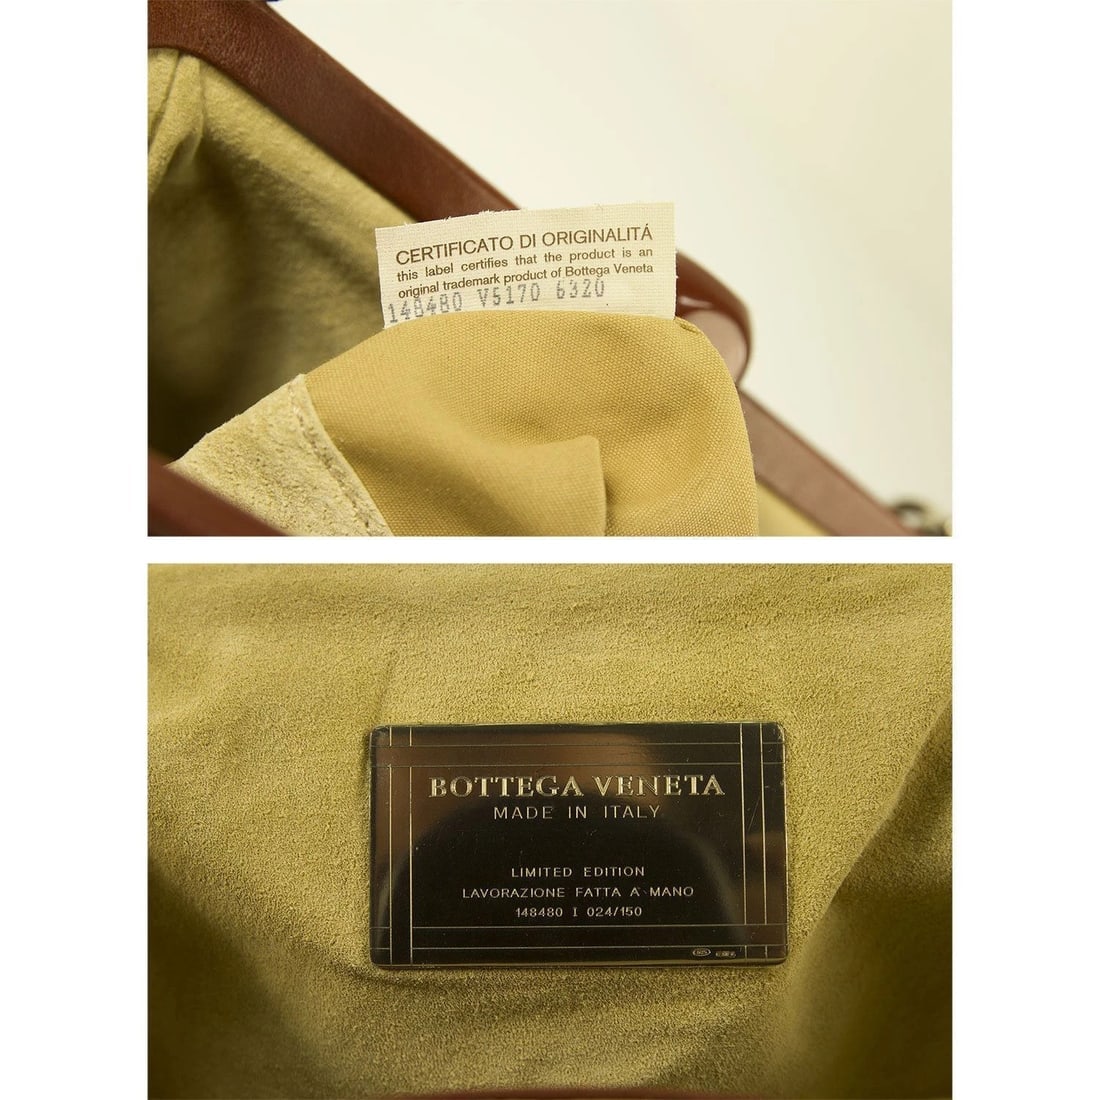 CERTIFICATO DI ORIGINALITÁ
this label certifies that the product is an
original trademark product of Bottega Veneta
148480 V5170 6320
BOTTEGA VENETA
MADE IN ITALY
LIMITED EDITION
LAVORAZIONE FATTA A MANO
148480 I 024/150
925